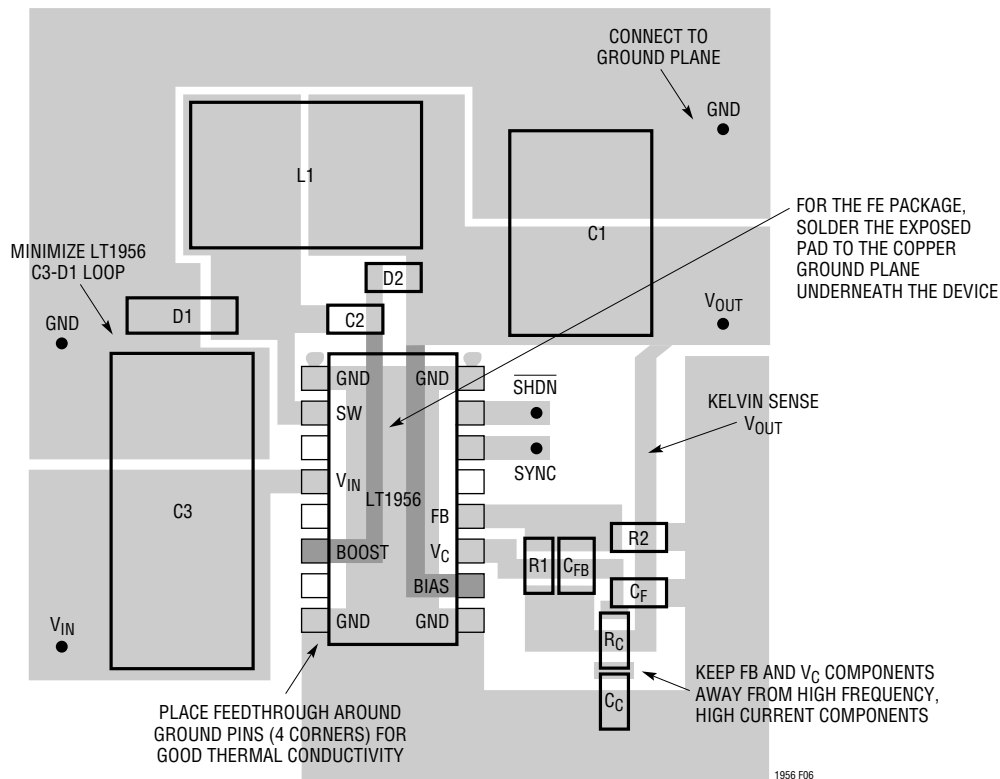 CONNECT TO
GROUND PLANE
GND
L1
C1
FOR THE FE PACKAGE,
SOLDER THE EXPOSED
PAD TO THE COPPER
GROUND PLANE
UNDERNEATH THE DEVICE
MINIMIZE LT1956
C3-D1 LOOP
D2
D1
C2
GND
VOUT
GND
GND
SHDN
SW
KELVIN SENSE
VOUT
SYNC
VIN
LT1956
C3
FB
R2
BOOST
VC
R1
CFB
BIAS
CF
VIN
GND
GND
RC
KEEP FB AND VC COMPONENTS
AWAY FROM HIGH FREQUENCY,
HIGH CURRENT COMPONENTS
CC
PLACE FEEDTHROUGH AROUND
GROUND PINS (4 CORNERS) FOR
GOOD THERMAL CONDUCTIVITY
1956 F06